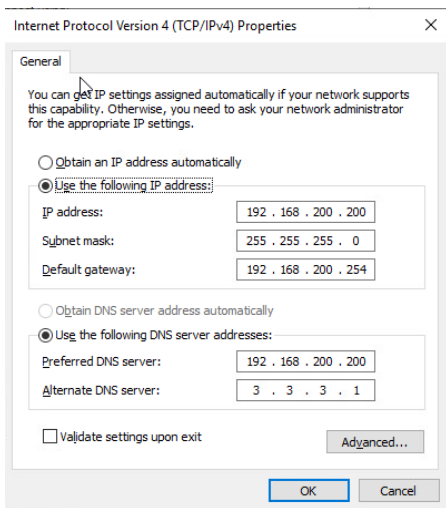 Internet Protocol Version 4 (TCP/IPv4) Properties
General
You can get IP settings assigned automatically if your network supports
this capability. Otherwise, you need to ask your network administrator
for the appropriate IP settings.
Obtain an IP address automatically
Use the following IP address:
IP address: 192 . 168 . 200 . 200
Subnet mask: 255 . 255 . 255 . 0
Default gateway: 192 . 168 . 200 . 254
Obtain DNS server address automatically
Use the following DNS server addresses:
Preferred DNS server: 192 . 168 . 200 . 200
Alternate DNS server: 3 . 3 . 3 . 1
Validate settings upon exit
Advanced...
OK Cancel